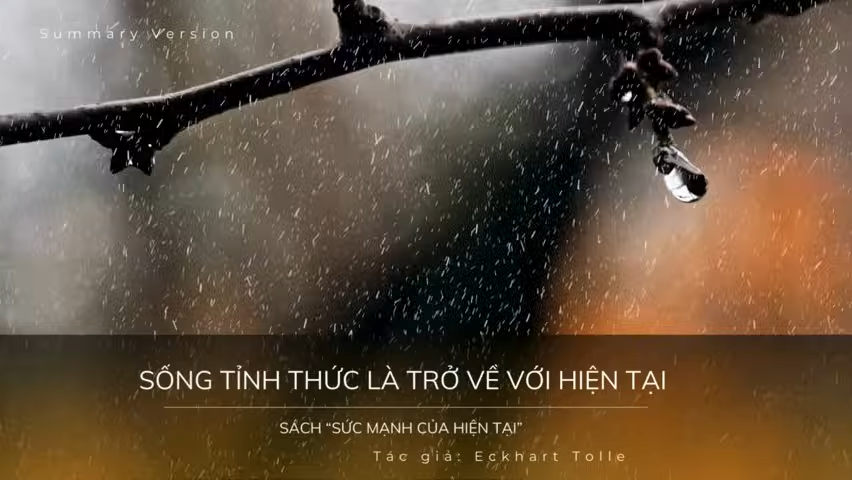 Summary Version
SỐNG TỈNH THỨC LÀ TRỞ VỀ VỚI HIỆN TẠI
SÁCH “SỨC MẠNH CỦA HIỆN TẠI”
Tác giả: Eckhart Tolle